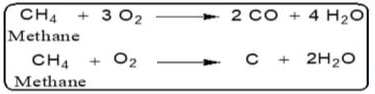 CH₄ + 3 O₂ ⟶ 2 CO + 4 H₂O
Methane
CH₄ + O₂ ⟶ C + 2H₂O
Methane